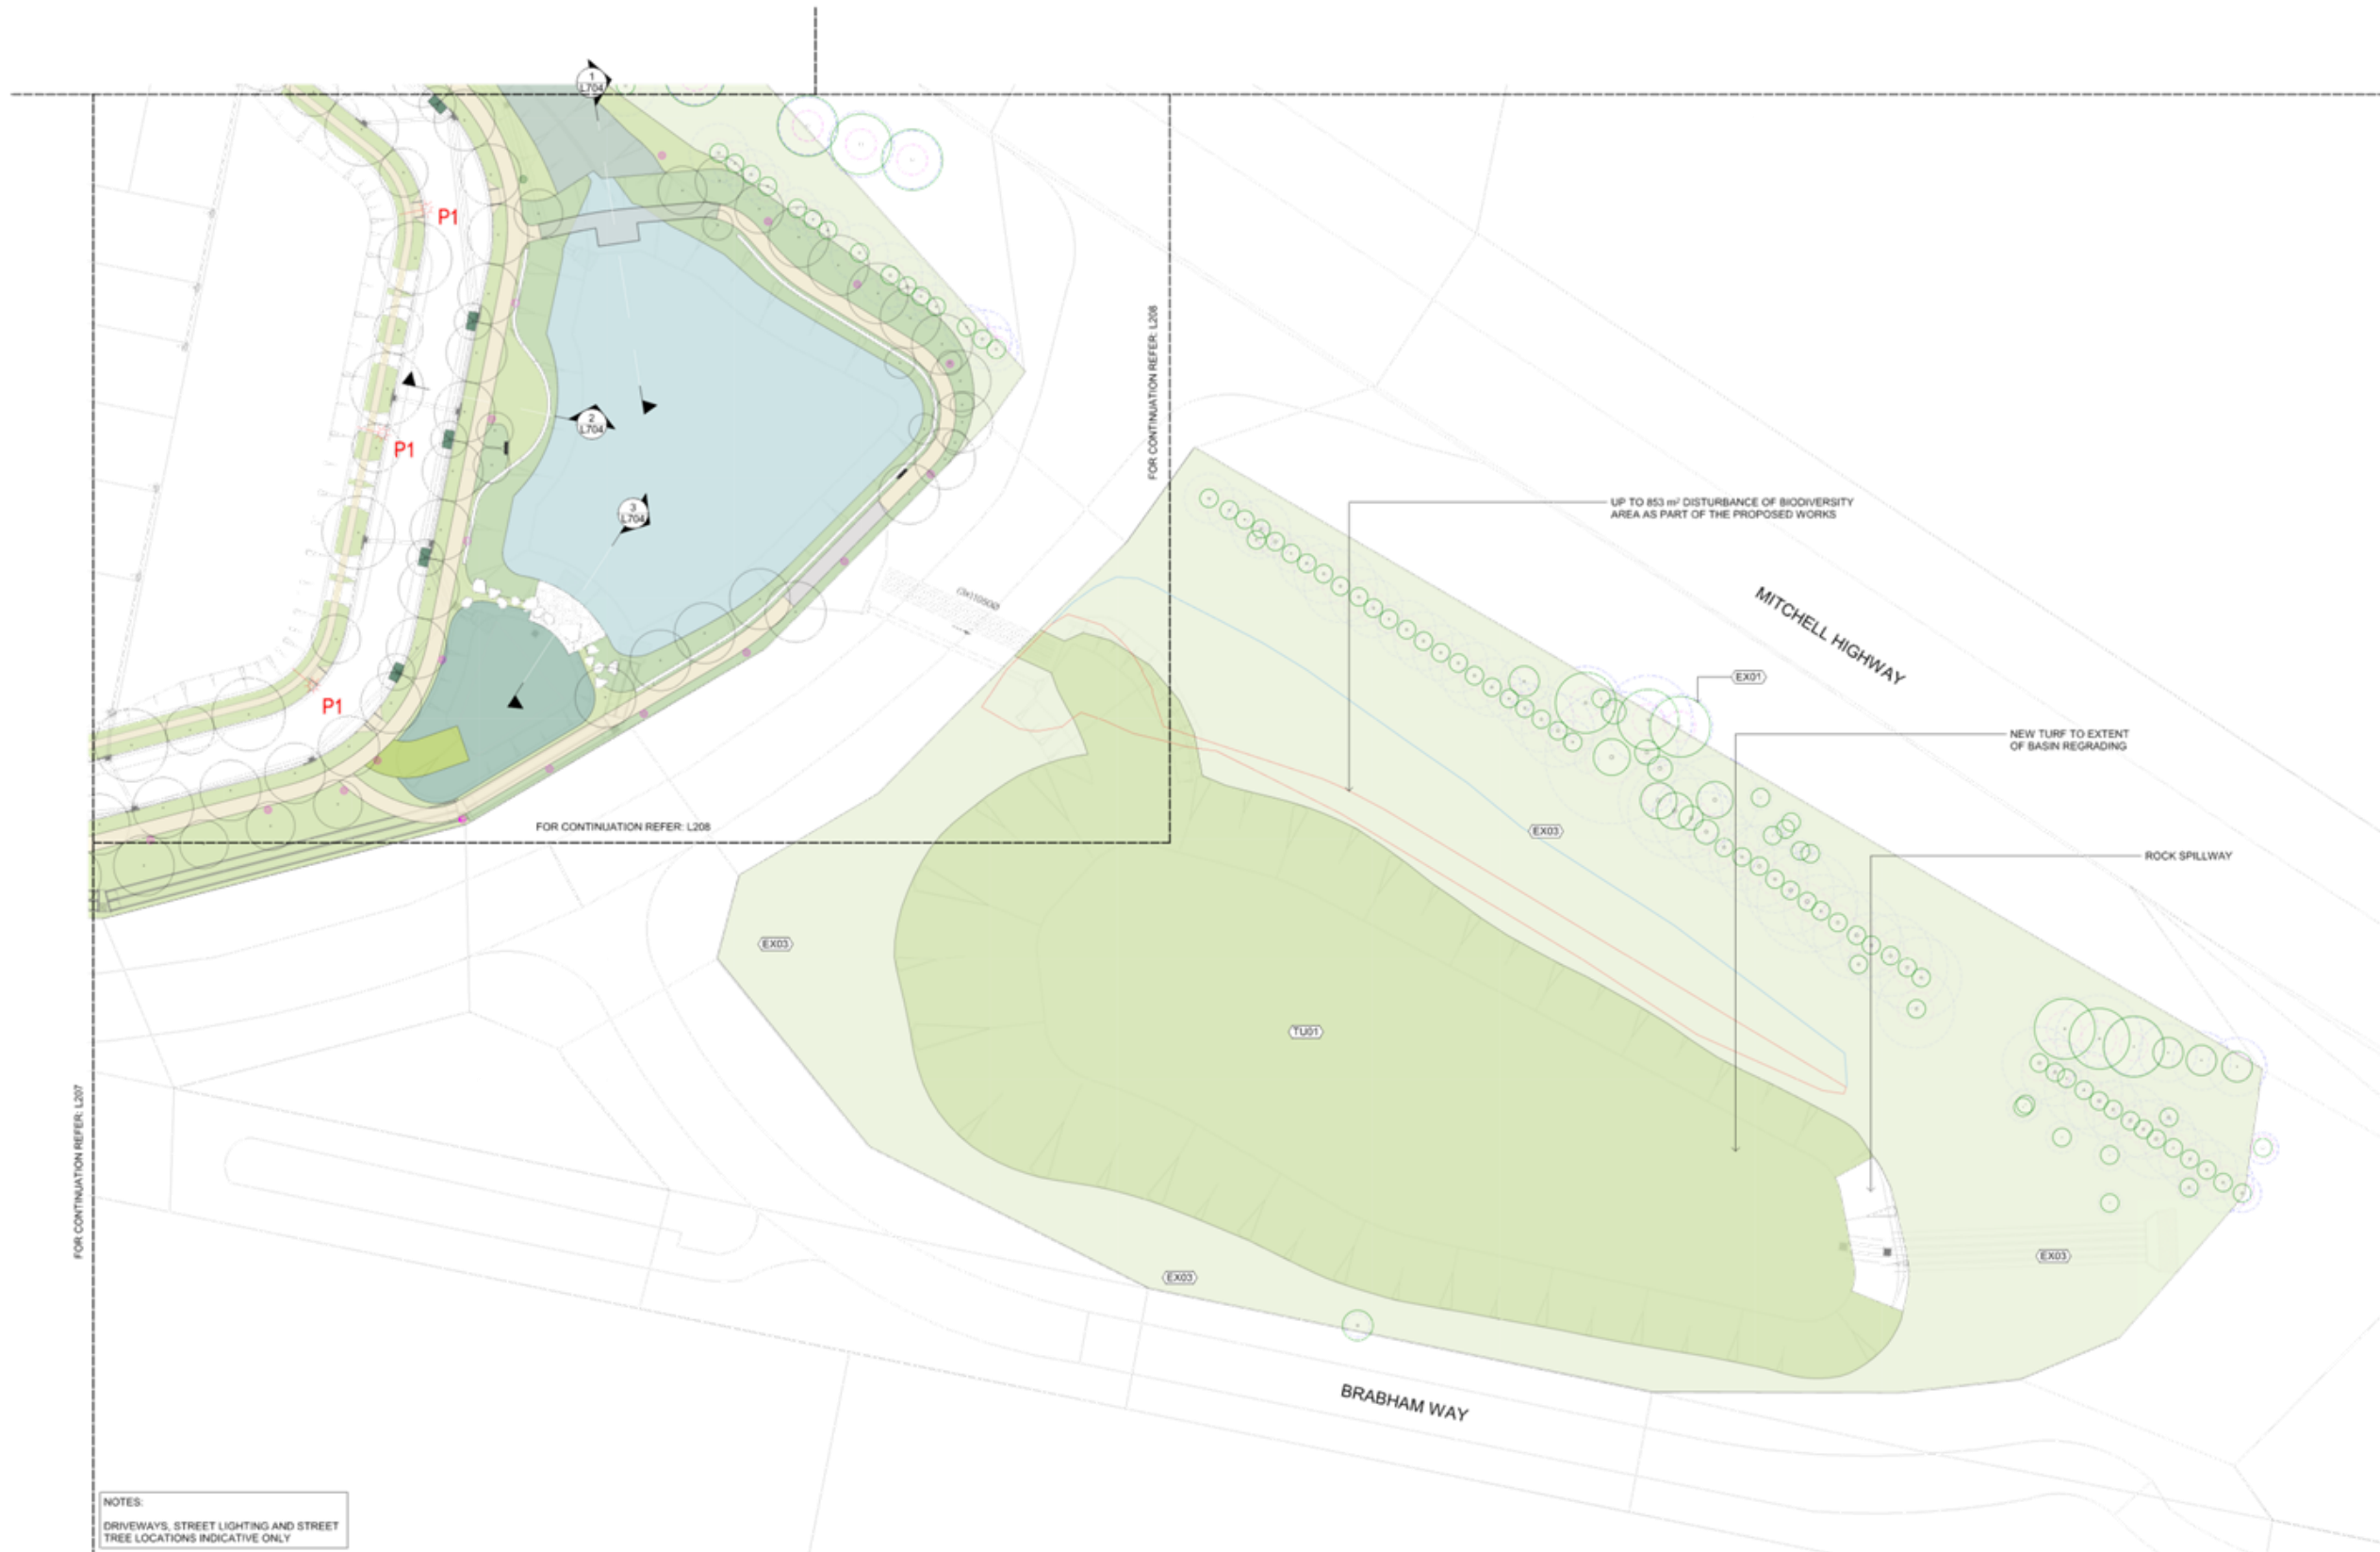 1
L704
P1
FOR CONTINUATION REFER: L208
P1
2
L704
3
L704
UP TO 853 m² DISTURBANCE OF BIODIVERSITY
AREA AS PART OF THE PROPOSED WORKS
(3x)1050Ø
MITCHELL HIGHWAY
EX01
P1
NEW TURF TO EXTENT
OF BASIN REGRADING
FOR CONTINUATION REFER: L208
EX03
ROCK SPILLWAY
EX03
TU01
FOR CONTINUATION REFER: L207
EX03
EX03
BRABHAM WAY
NOTES:
DRIVEWAYS, STREET LIGHTING AND STREET
TREE LOCATIONS INDICATIVE ONLY